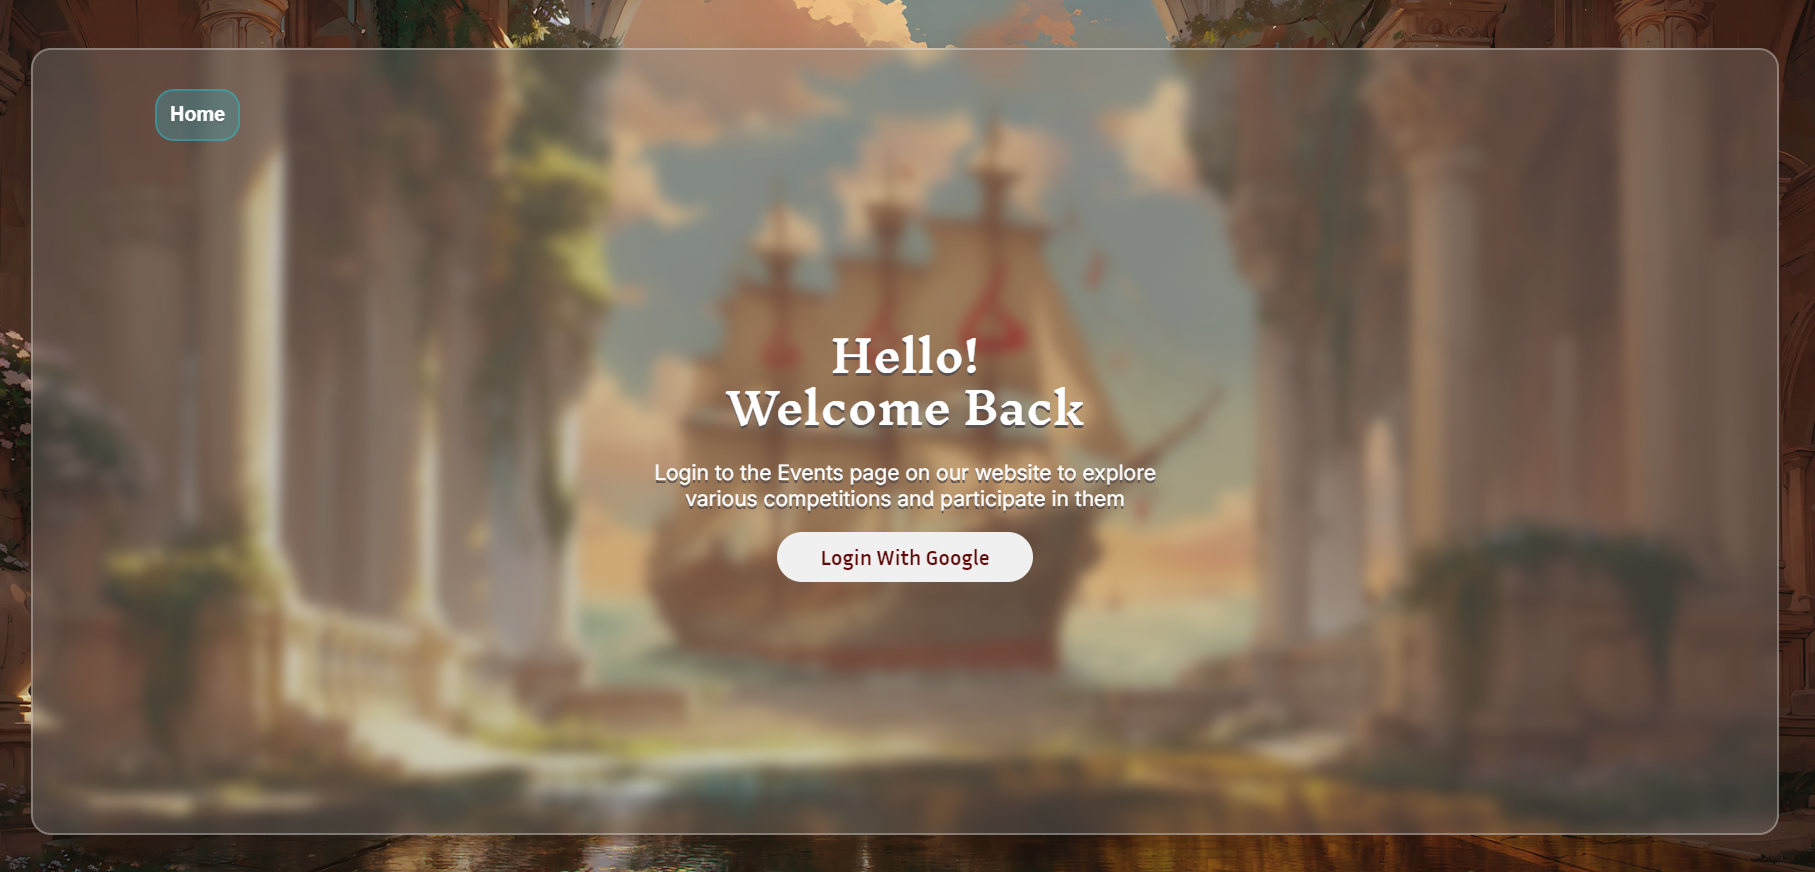 Home
Hello!
Welcome Back
Login to the Events page on our website to explore
various competitions and participate in them
Login With Google